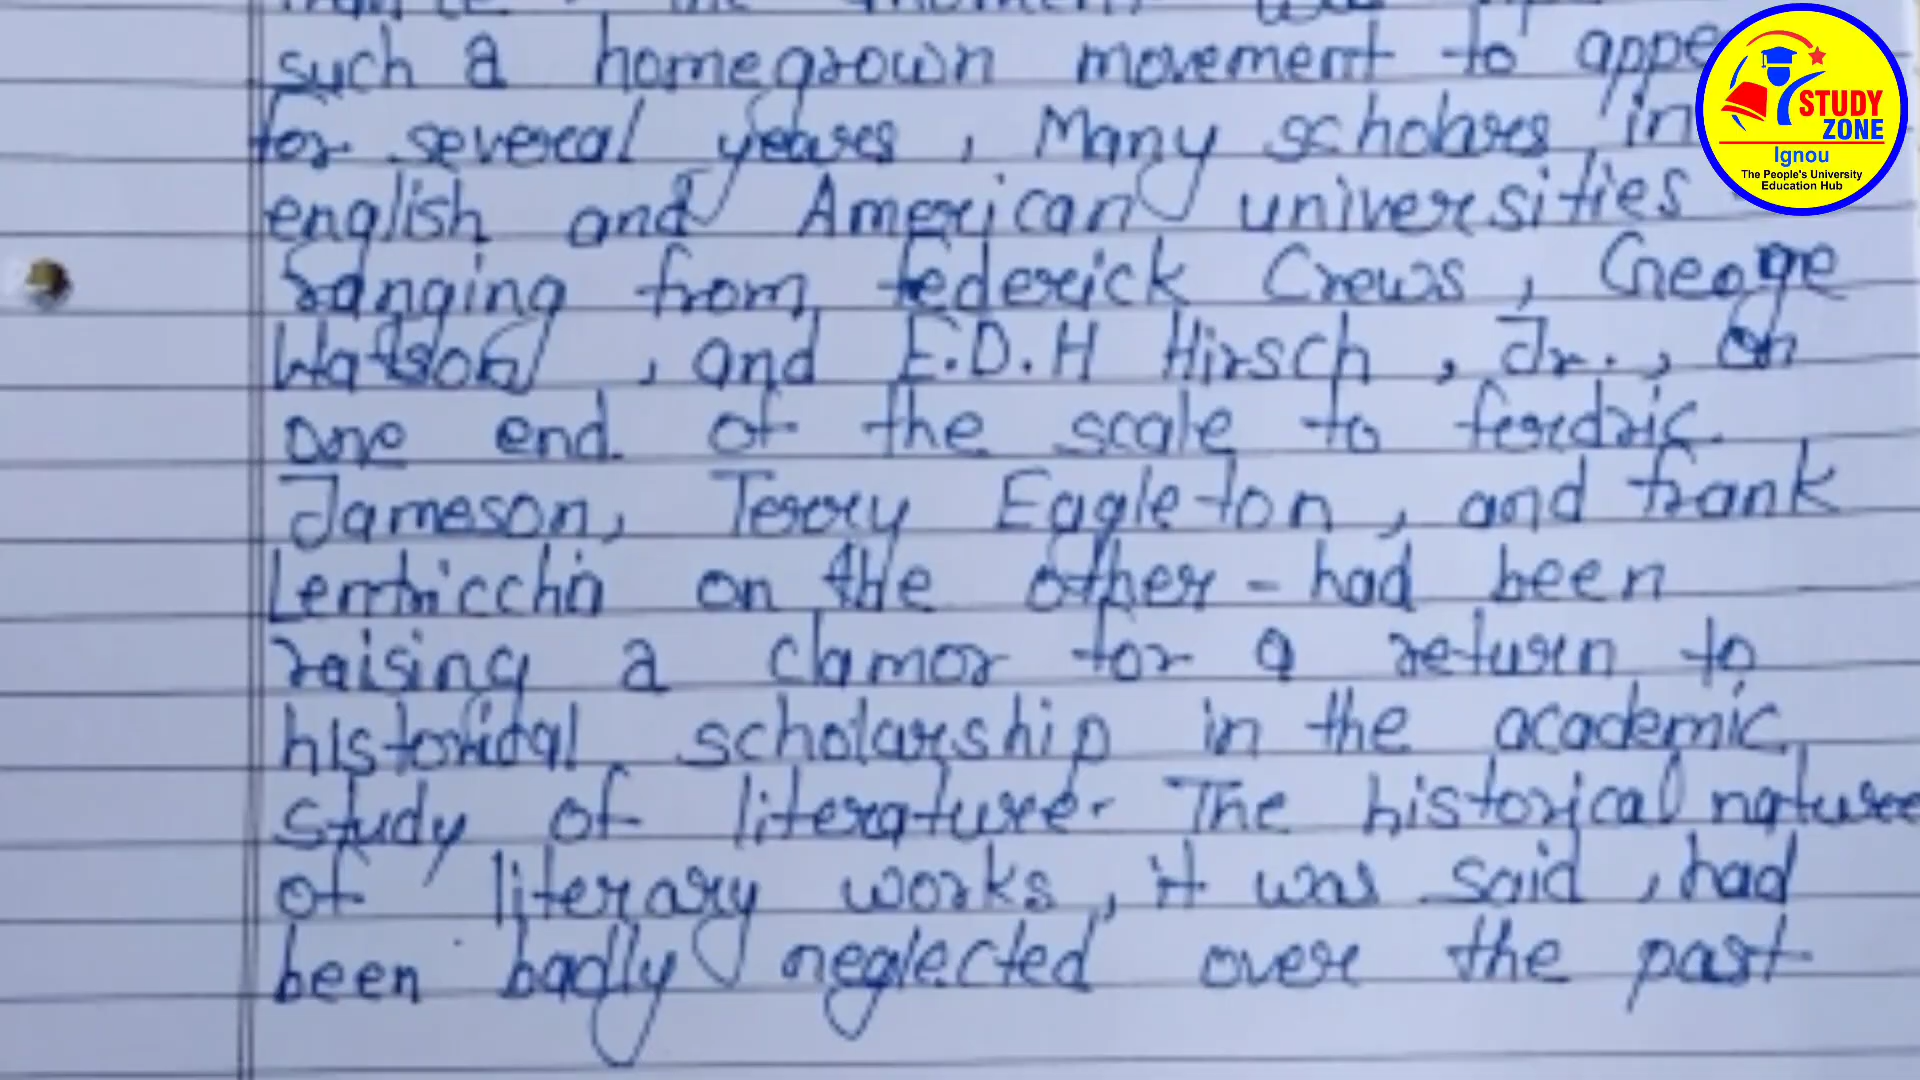 such a homegrown movement to appe
for several years, Many scholars in
english and American universities
ranging from federick Crews, George
Watson, and E.D.H Hirsch, Jr., on
one end of the scale to ferdric
Jameson, Terry Eagleton, and frank
Lentricchia on the other - had been
raising a clamor for a return to
historical scholarship in the academic
study of literature. The historical nature
of literary works, it was said, had
been badly neglected over the past
STUDY
ZONE
Ignou
The People's University
Education Hub